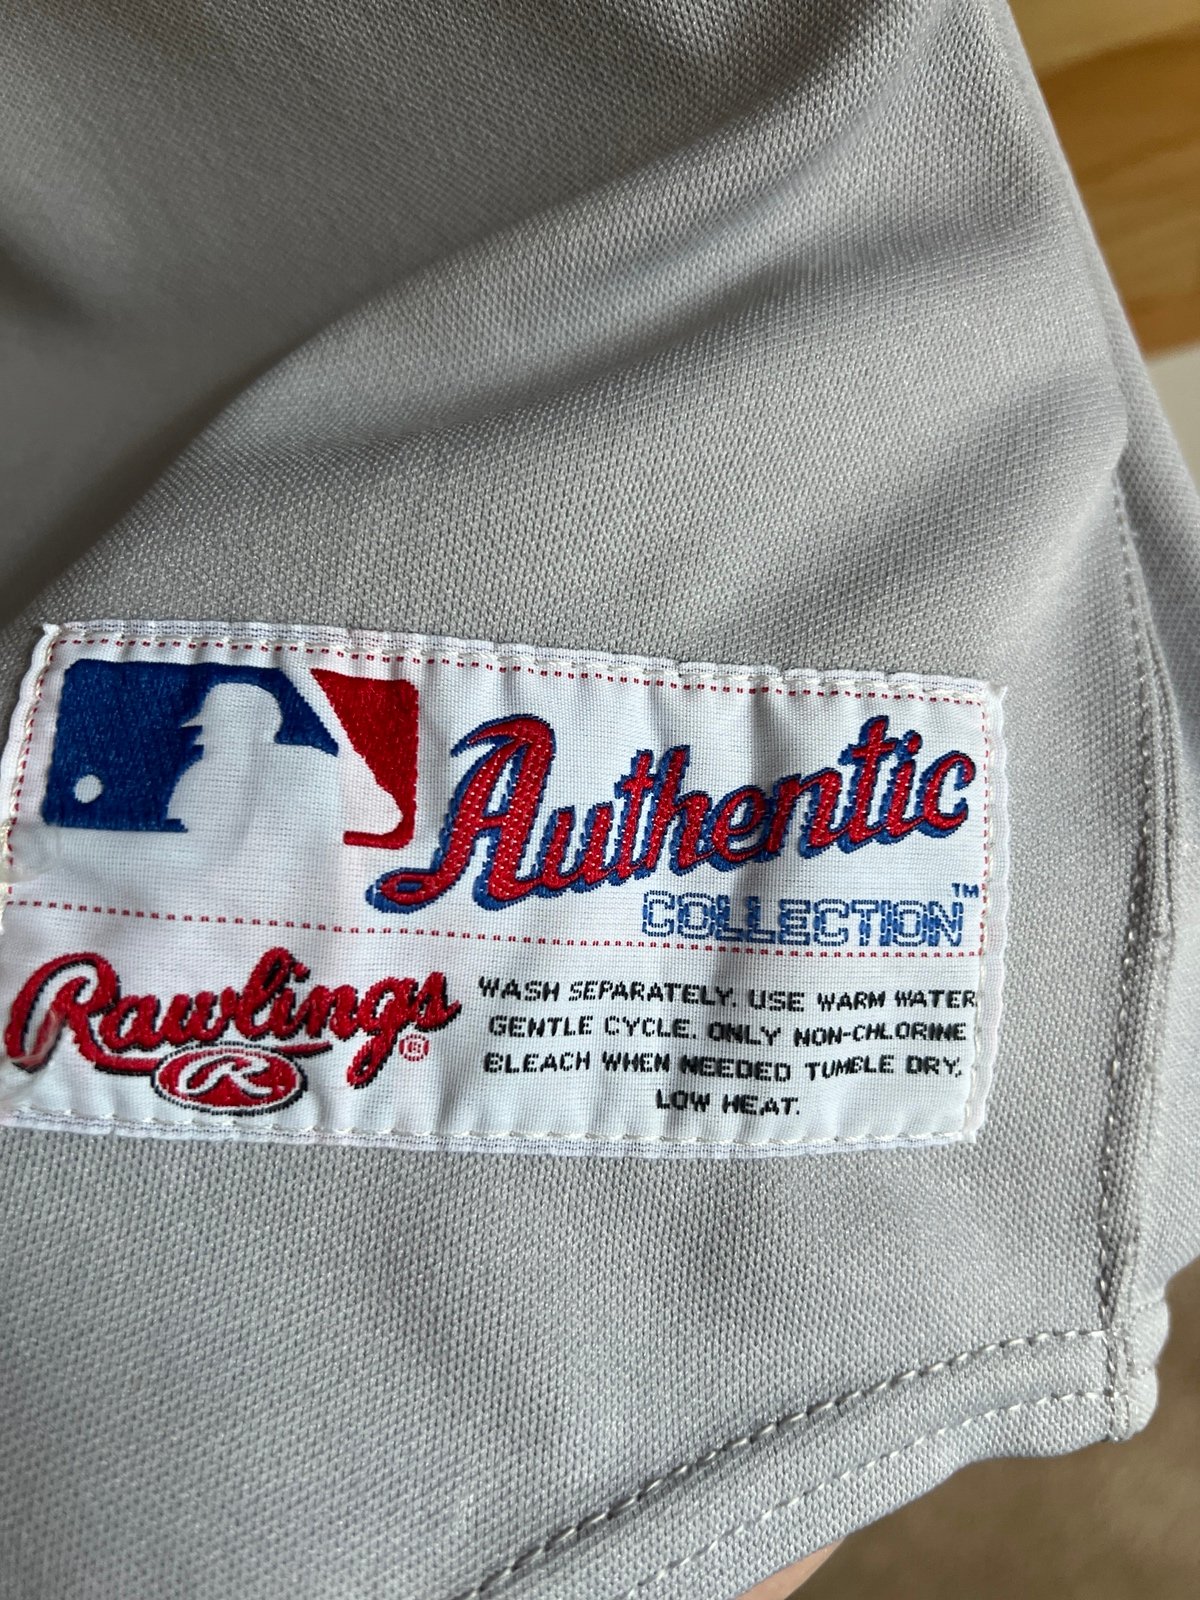 Authentic
COLLECTION™
Rawlings®
R
WASH SEPARATELY. USE WARM WATER
GENTLE CYCLE. ONLY NON-CHLORINE
BLEACH WHEN NEEDED TUMBLE DRY,
LOW HEAT.